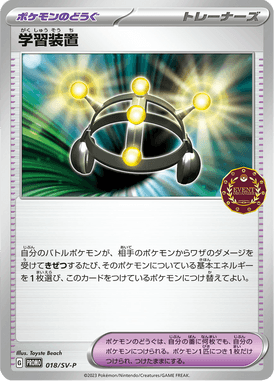 ポケモンのどうぐ
トレーナーズ
がくしゅうそうち
学習装置
EVENT
自分のバトルポケモンが、相手のポケモンからワザのダメージを
受けてきぜつするたび、そのポケモンについている基本エネルギー
を1枚選び、このカードをつけているポケモンにつけ替えてよい。
ポケモンのどうぐは、自分の番に何枚でも、自分の
ポケモンにつけられる。ポケモン1匹につき1枚だけ
つけられ、つけたままにする。
Illus. Toyste Beach
G PROMO 018/SV-P
©2023 Pokémon/Nintendo/Creatures/GAME FREAK.